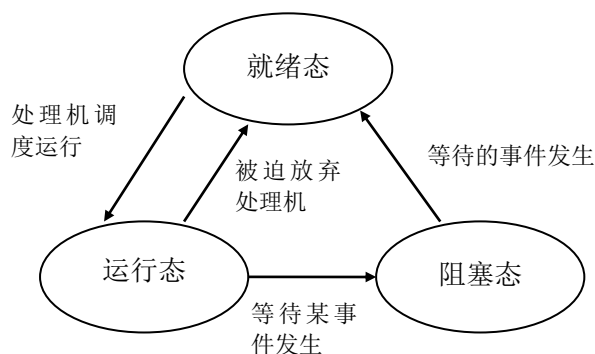 就绪态
处理机调
度运行
被迫放弃
处理机
等待的事件发生
运行态
阻塞态
等待某事
件发生